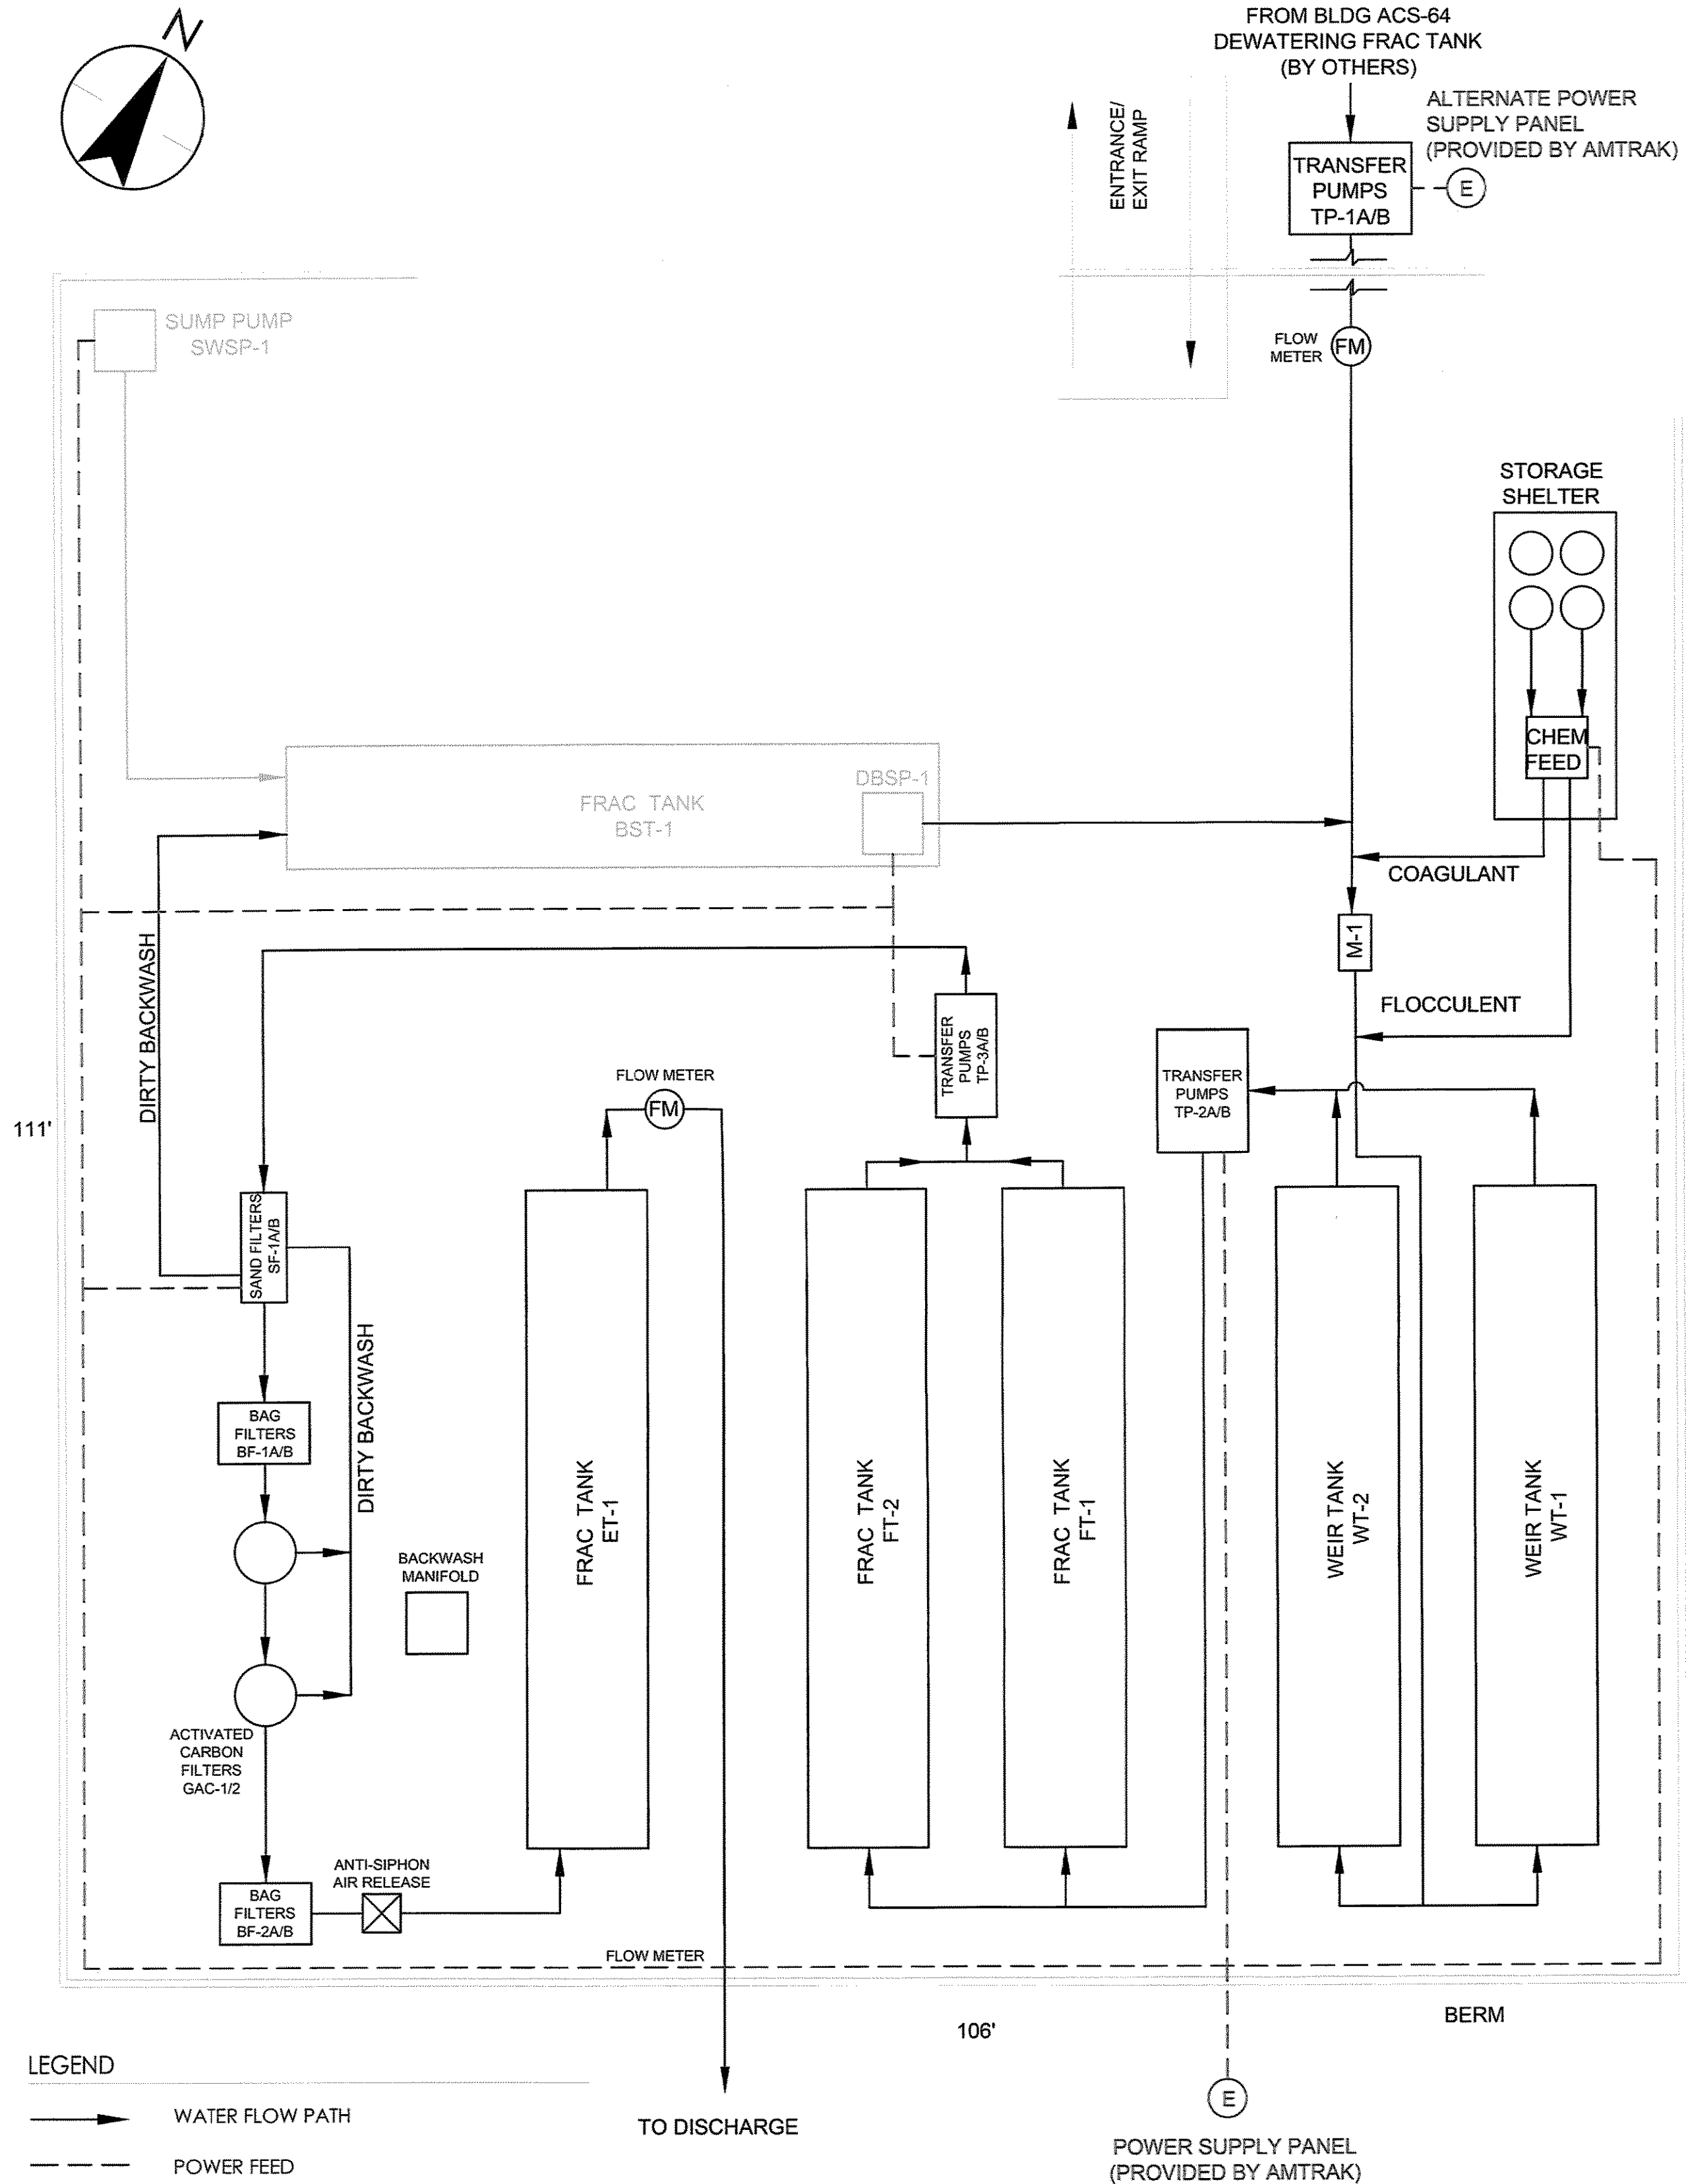 N
FROM BLDG ACS-64
DEWATERING FRAC TANK
(BY OTHERS)
ALTERNATE POWER
SUPPLY PANEL
(PROVIDED BY AMTRAK)
ENTRANCE/
EXIT RAMP
TRANSFER
PUMPS
TP-1A/B
E
SUMP PUMP
SWSP-1
FLOW
METER
FM
STORAGE
SHELTER
CHEM
FEED
DBSP-1
FRAC TANK
BST-1
COAGULANT
M-1
DIRTY BACKWASH
FLOCCULENT
TRANSFER
PUMPS
TP-3A/B
TRANSFER
PUMPS
TP-2A/B
FLOW METER
FM
111'
SAND FILTERS
SF-1A/B
DIRTY BACKWASH
BAG
FILTERS
BF-1A/B
BACKWASH
MANIFOLD
FRAC TANK
ET-1
FRAC TANK
FT-2
FRAC TANK
FT-1
WEIR TANK
WT-2
WEIR TANK
WT-1
ACTIVATED
CARBON
FILTERS
GAC-1/2
ANTI-SIPHON
AIR RELEASE
BAG
FILTERS
BF-2A/B
FLOW METER
106'
BERM
LEGEND
WATER FLOW PATH
POWER FEED
TO DISCHARGE
E
POWER SUPPLY PANEL
(PROVIDED BY AMTRAK)